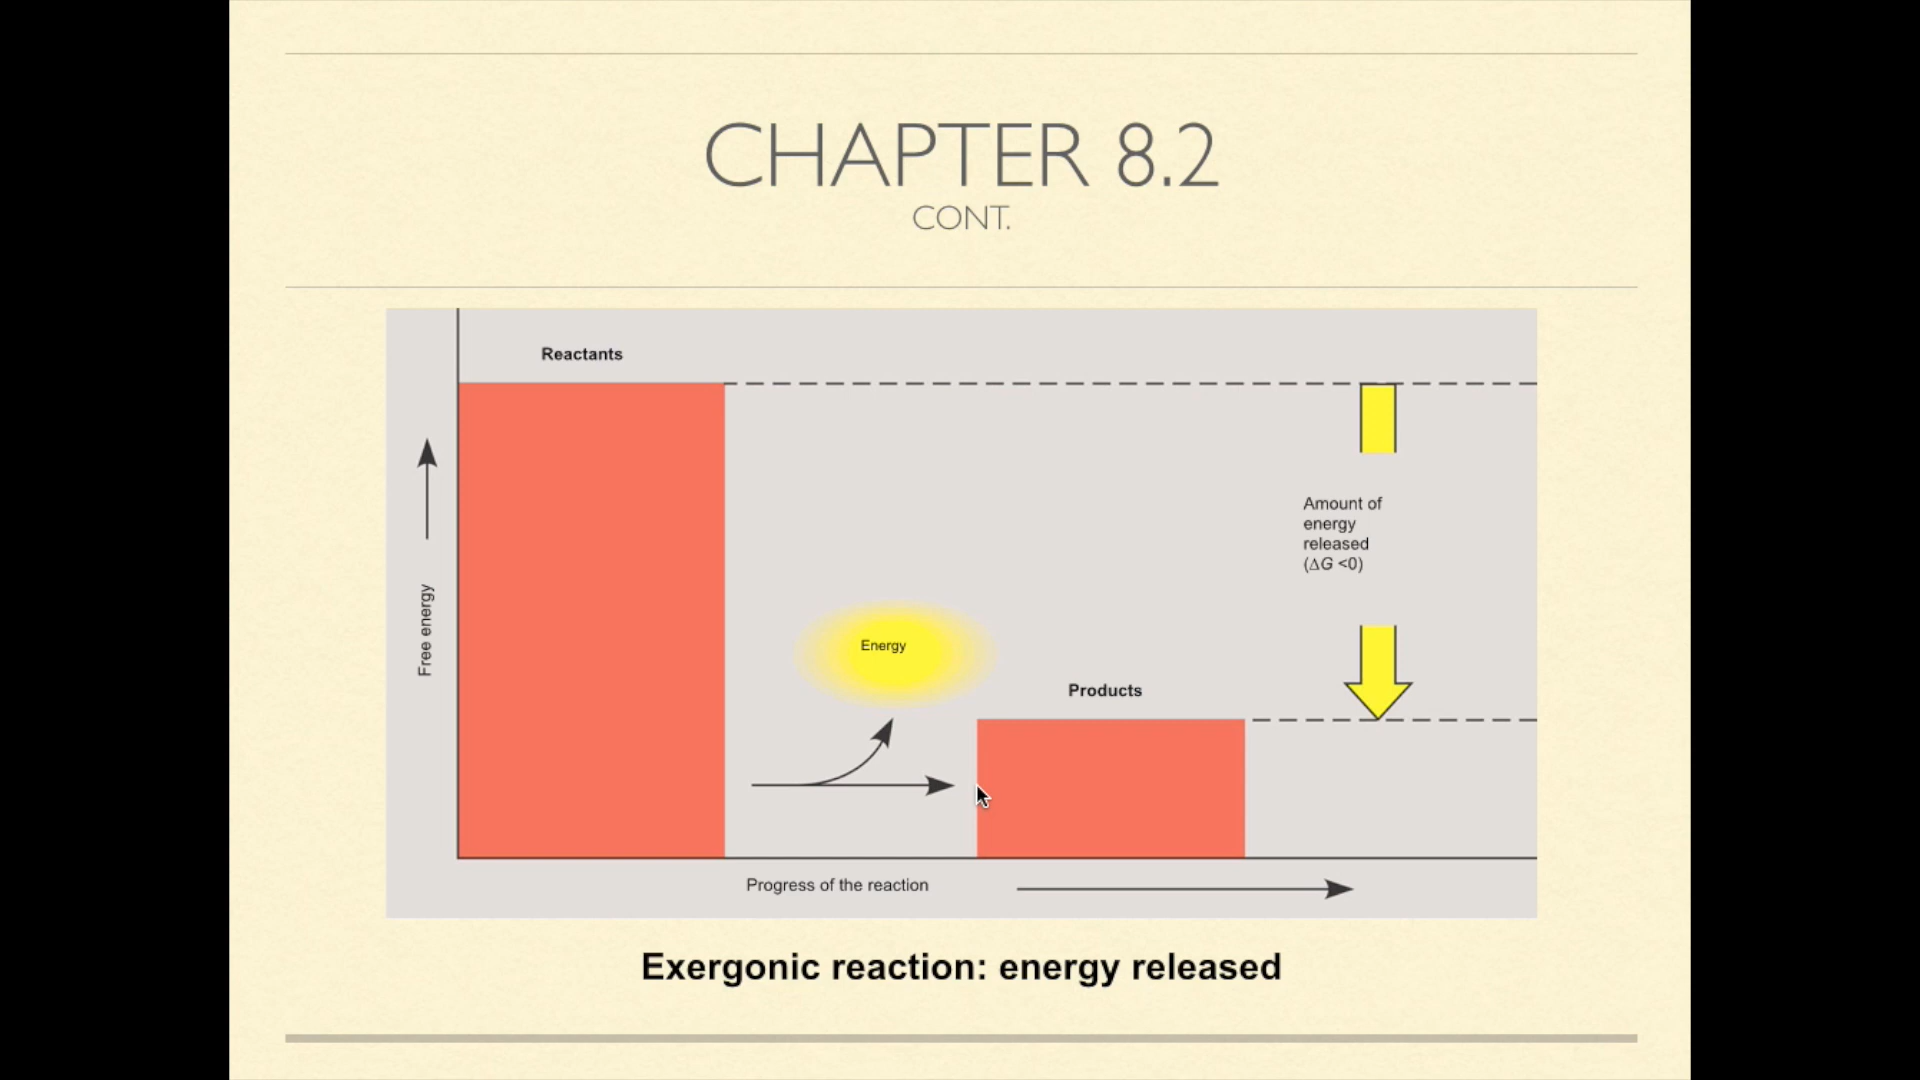 CHAPTER 8.2
CONT.
Reactants
Amount of
energy
released
(ΔG <0)
Free energy
Energy
Products
Progress of the reaction
Exergonic reaction: energy released